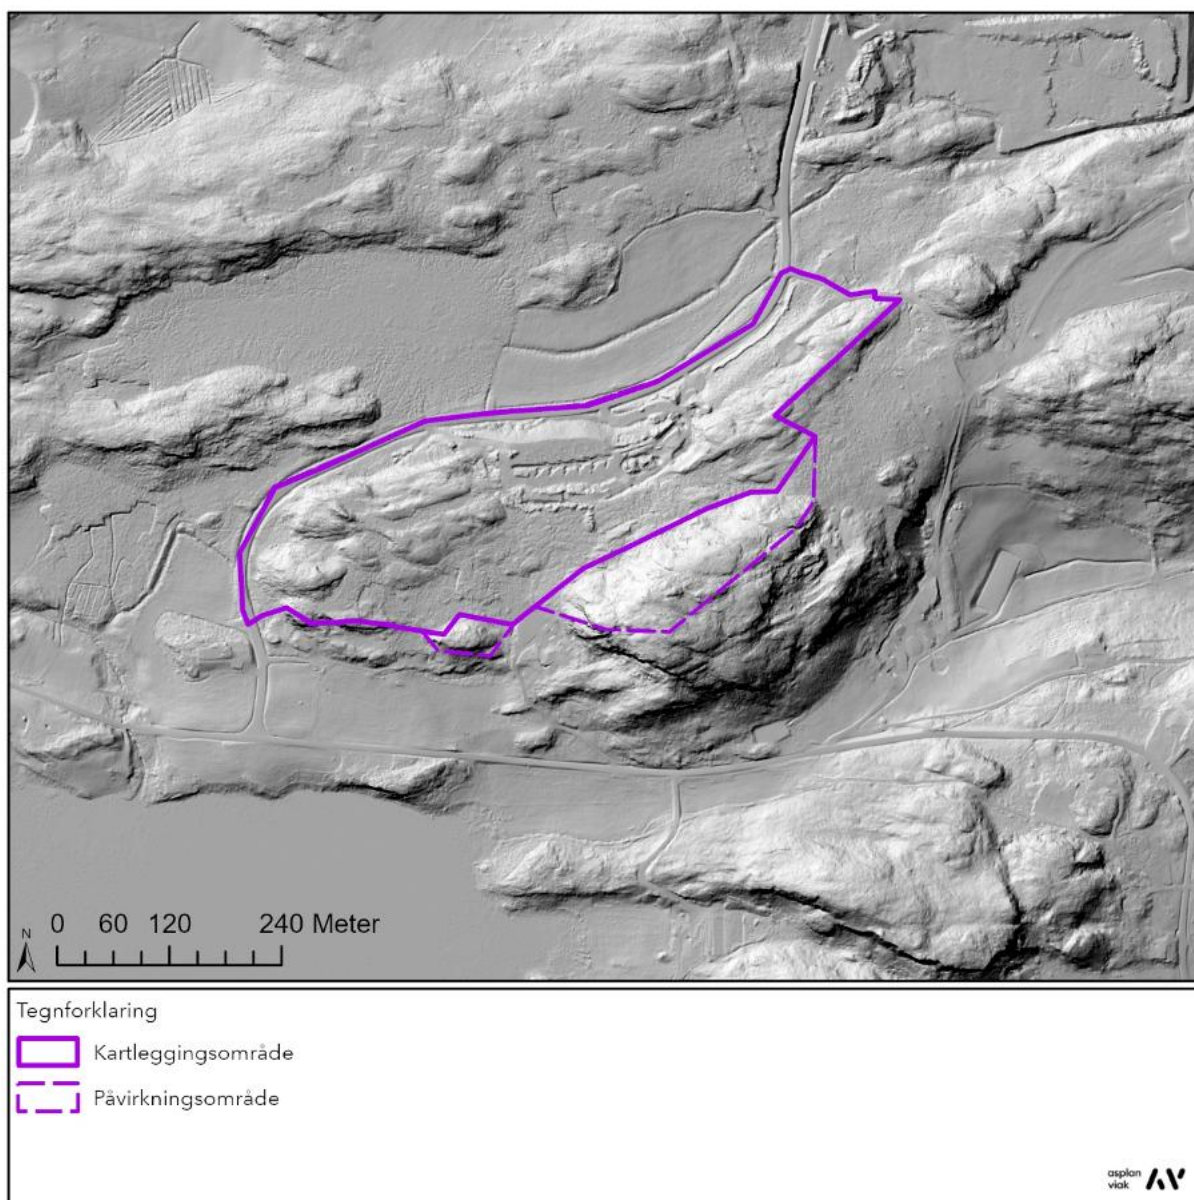 N 0 60 120 240 Meter
Tegnforklaring
Kartleggingsområde
Påvirkningsområde
asplan
viak